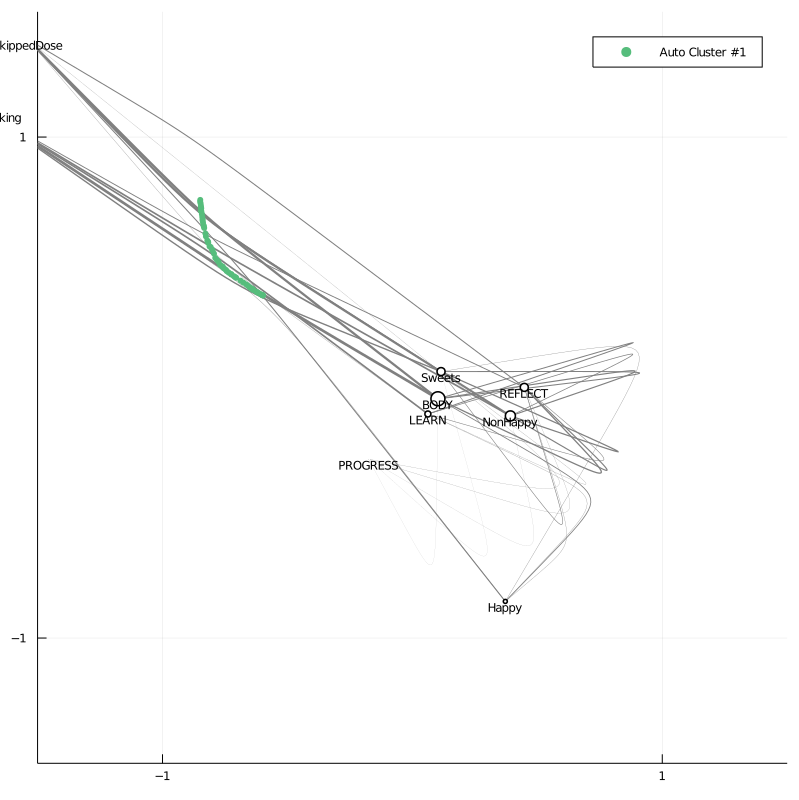 kippedDose
Auto Cluster #1
king
1
Sweets
REFLECT
BODY
LEARN
NonHappy
PROGRESS
Happy
−1
−1
1